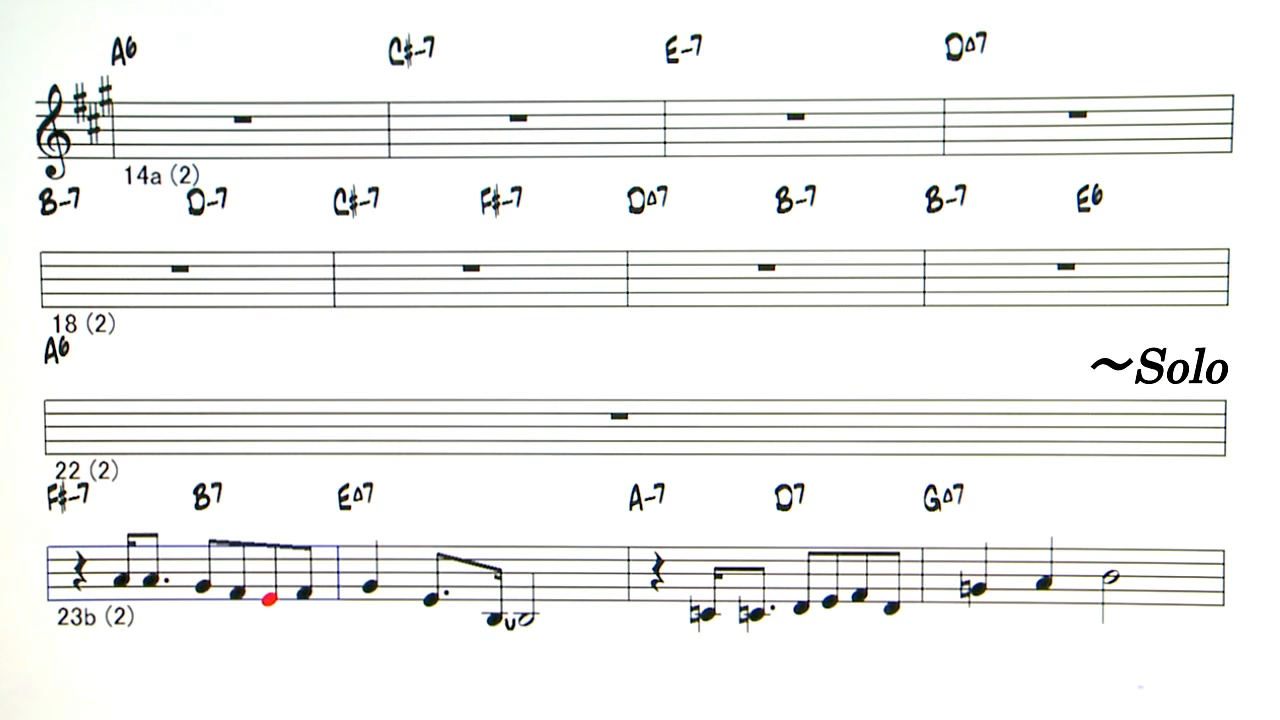 A6 C♯-7 E-7 D△7
14a (2)
B-7 D-7 C♯-7 F♯-7 D△7 B-7 B-7 E6
18 (2)
A6
～Solo
22 (2)
F♯-7 B7 E△7 A-7 D7 G△7
23b (2)